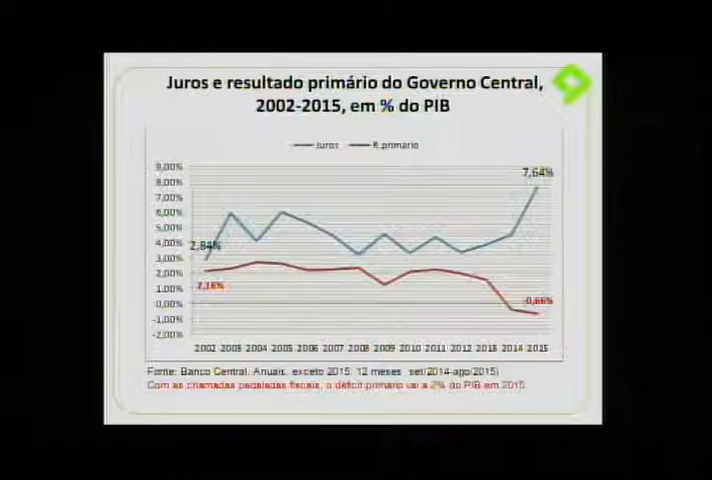 Juros e resultado primário do Governo Central,
2002-2015, em % do PIB
Juros R.primario
9,00%
8,00%
7,00%
6,00%
5,00%
4,00%
3,00%
2,00%
1,00%
0,00%
-1,00%
-2,00%
2,84%
7,64%
2,16%
-0,66%
2002 2003 2004 2005 2006 2007 2008 2009 2010 2011 2012 2013 2014 2015
Fonte: Banco Central. Anuais, exceto 2015: 12 meses set/2014-ago/2015)
Com as chamadas pedaladas fiscais, o déficit primário vai a 2% do PIB em 2015